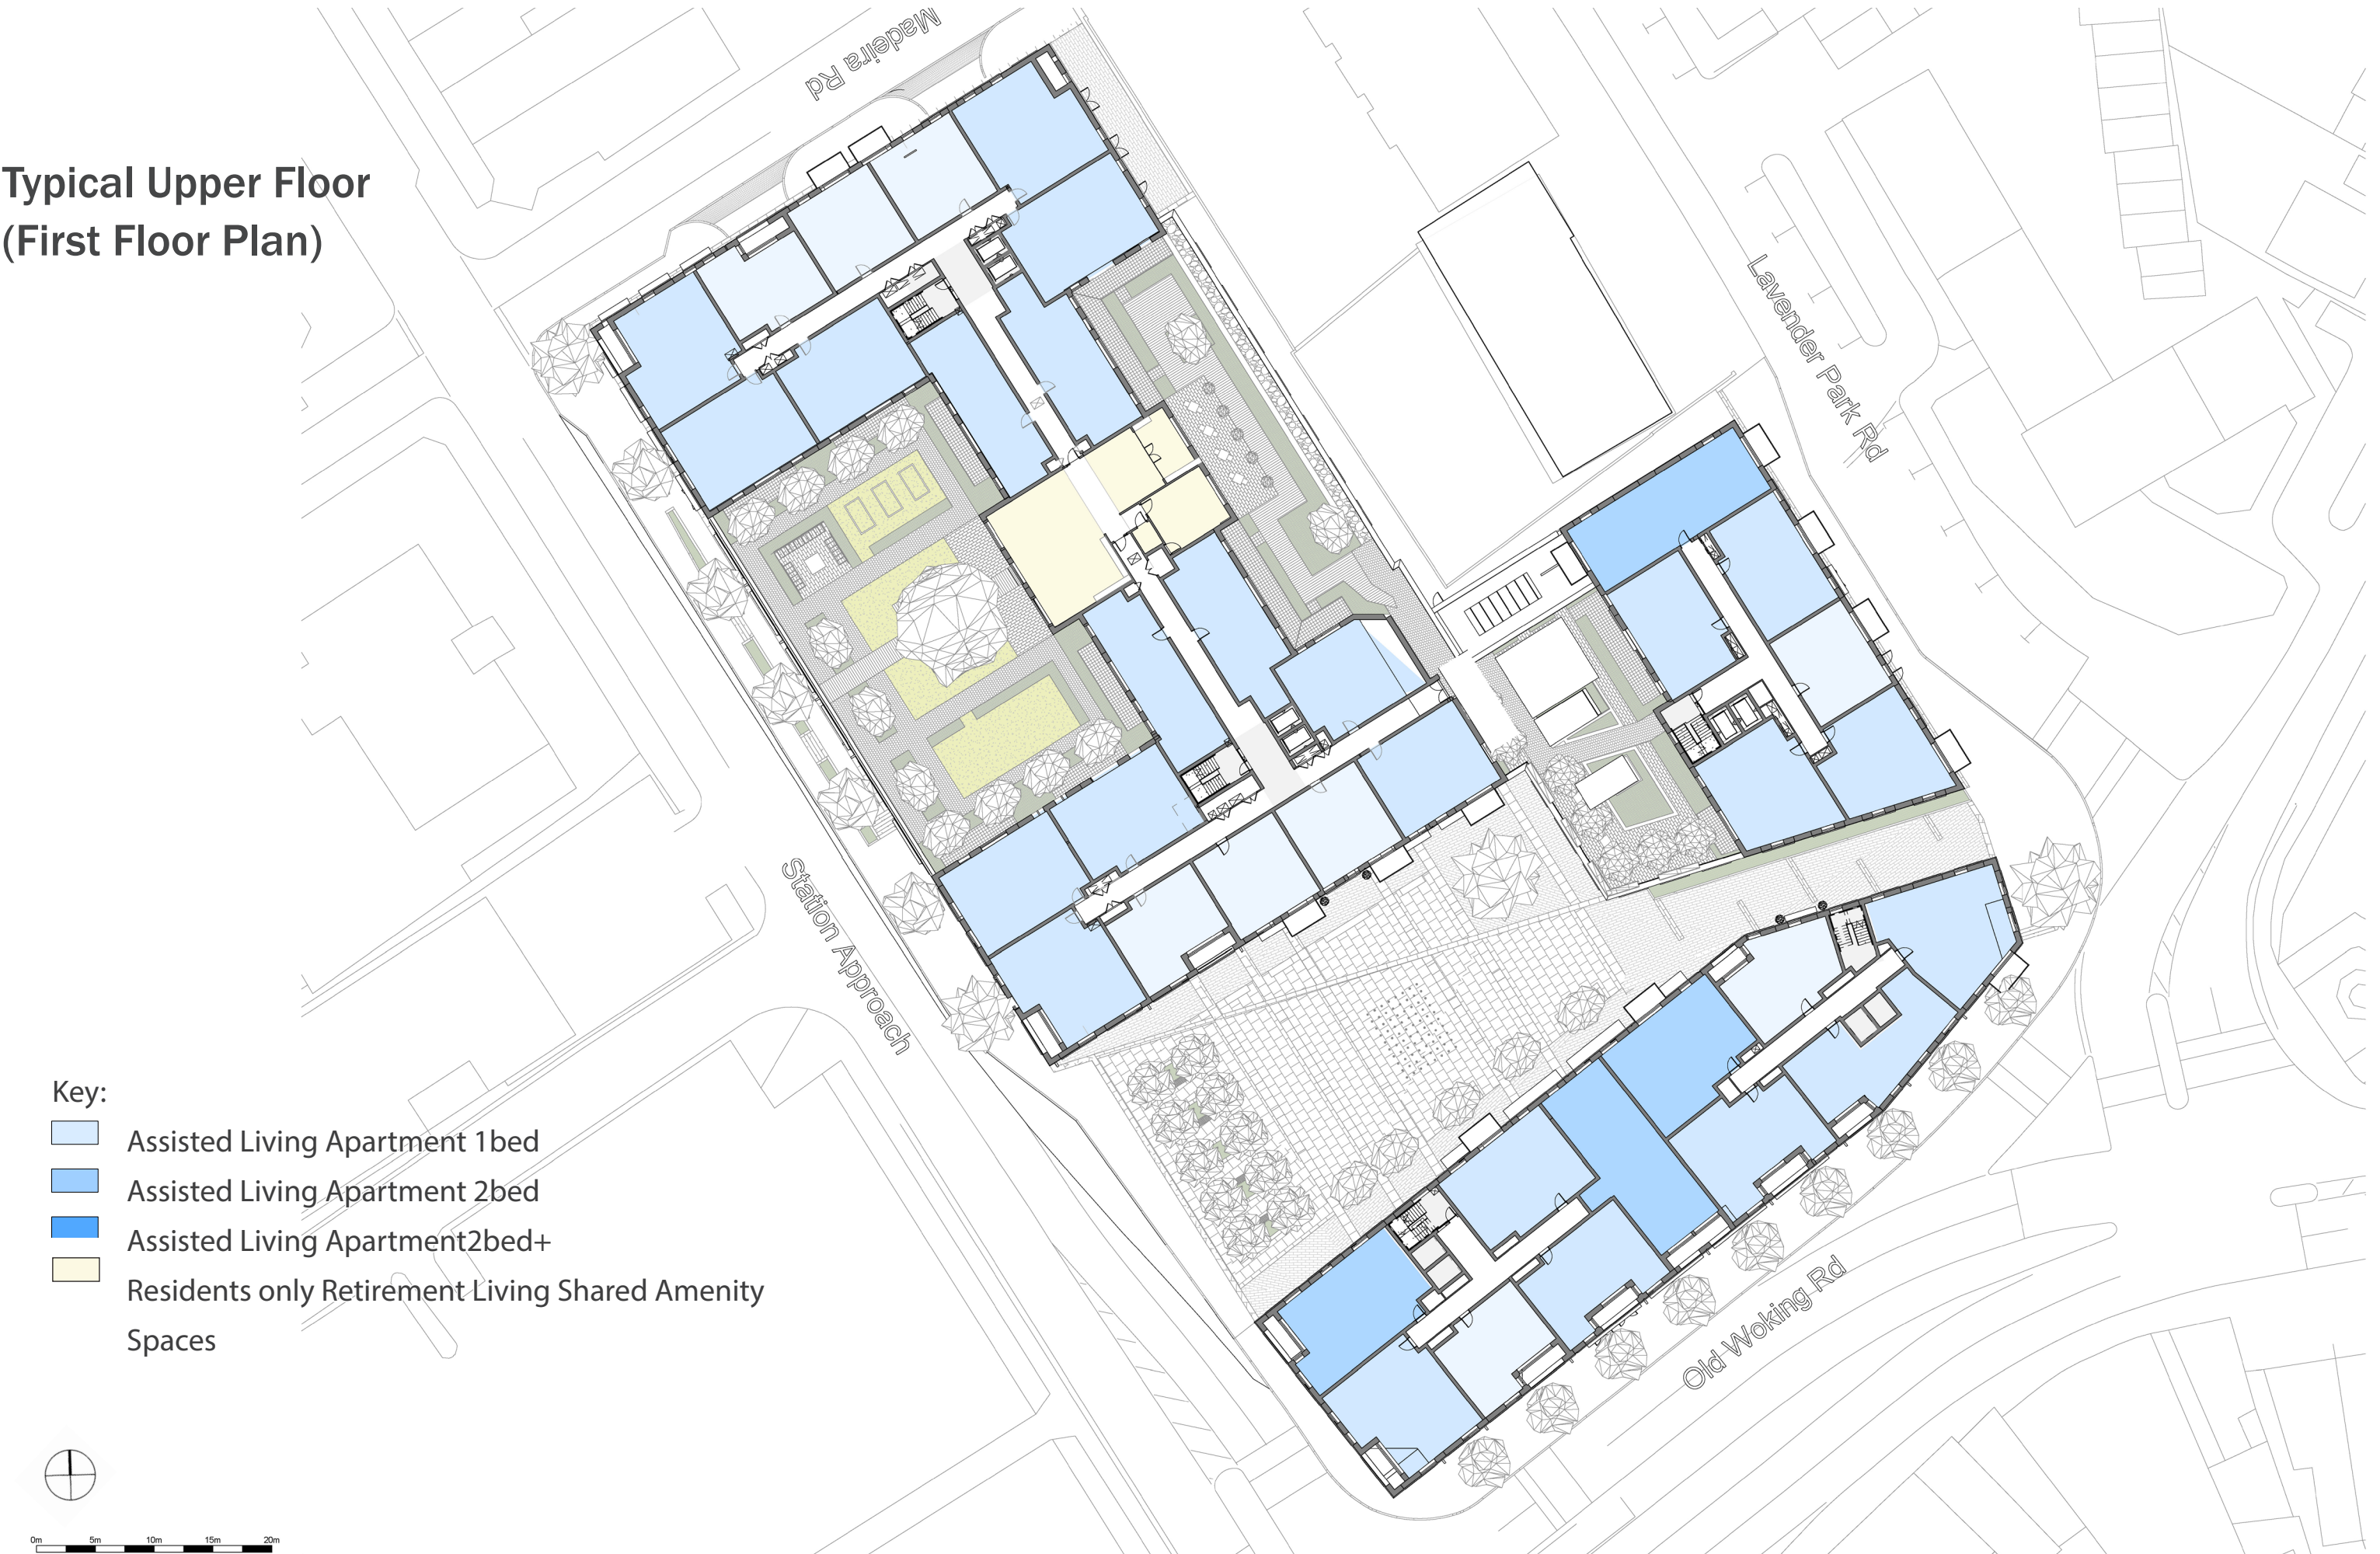 Madeira Rd
Typical Upper Floor
(First Floor Plan)
Lavender Park Rd
Station Approach
Key:
Assisted Living Apartment 1bed
Assisted Living Apartment 2bed
Assisted Living Apartment2bed+
Residents only Retirement Living Shared Amenity
Spaces
Old Woking Rd
0m 5m 10m 15m 20m